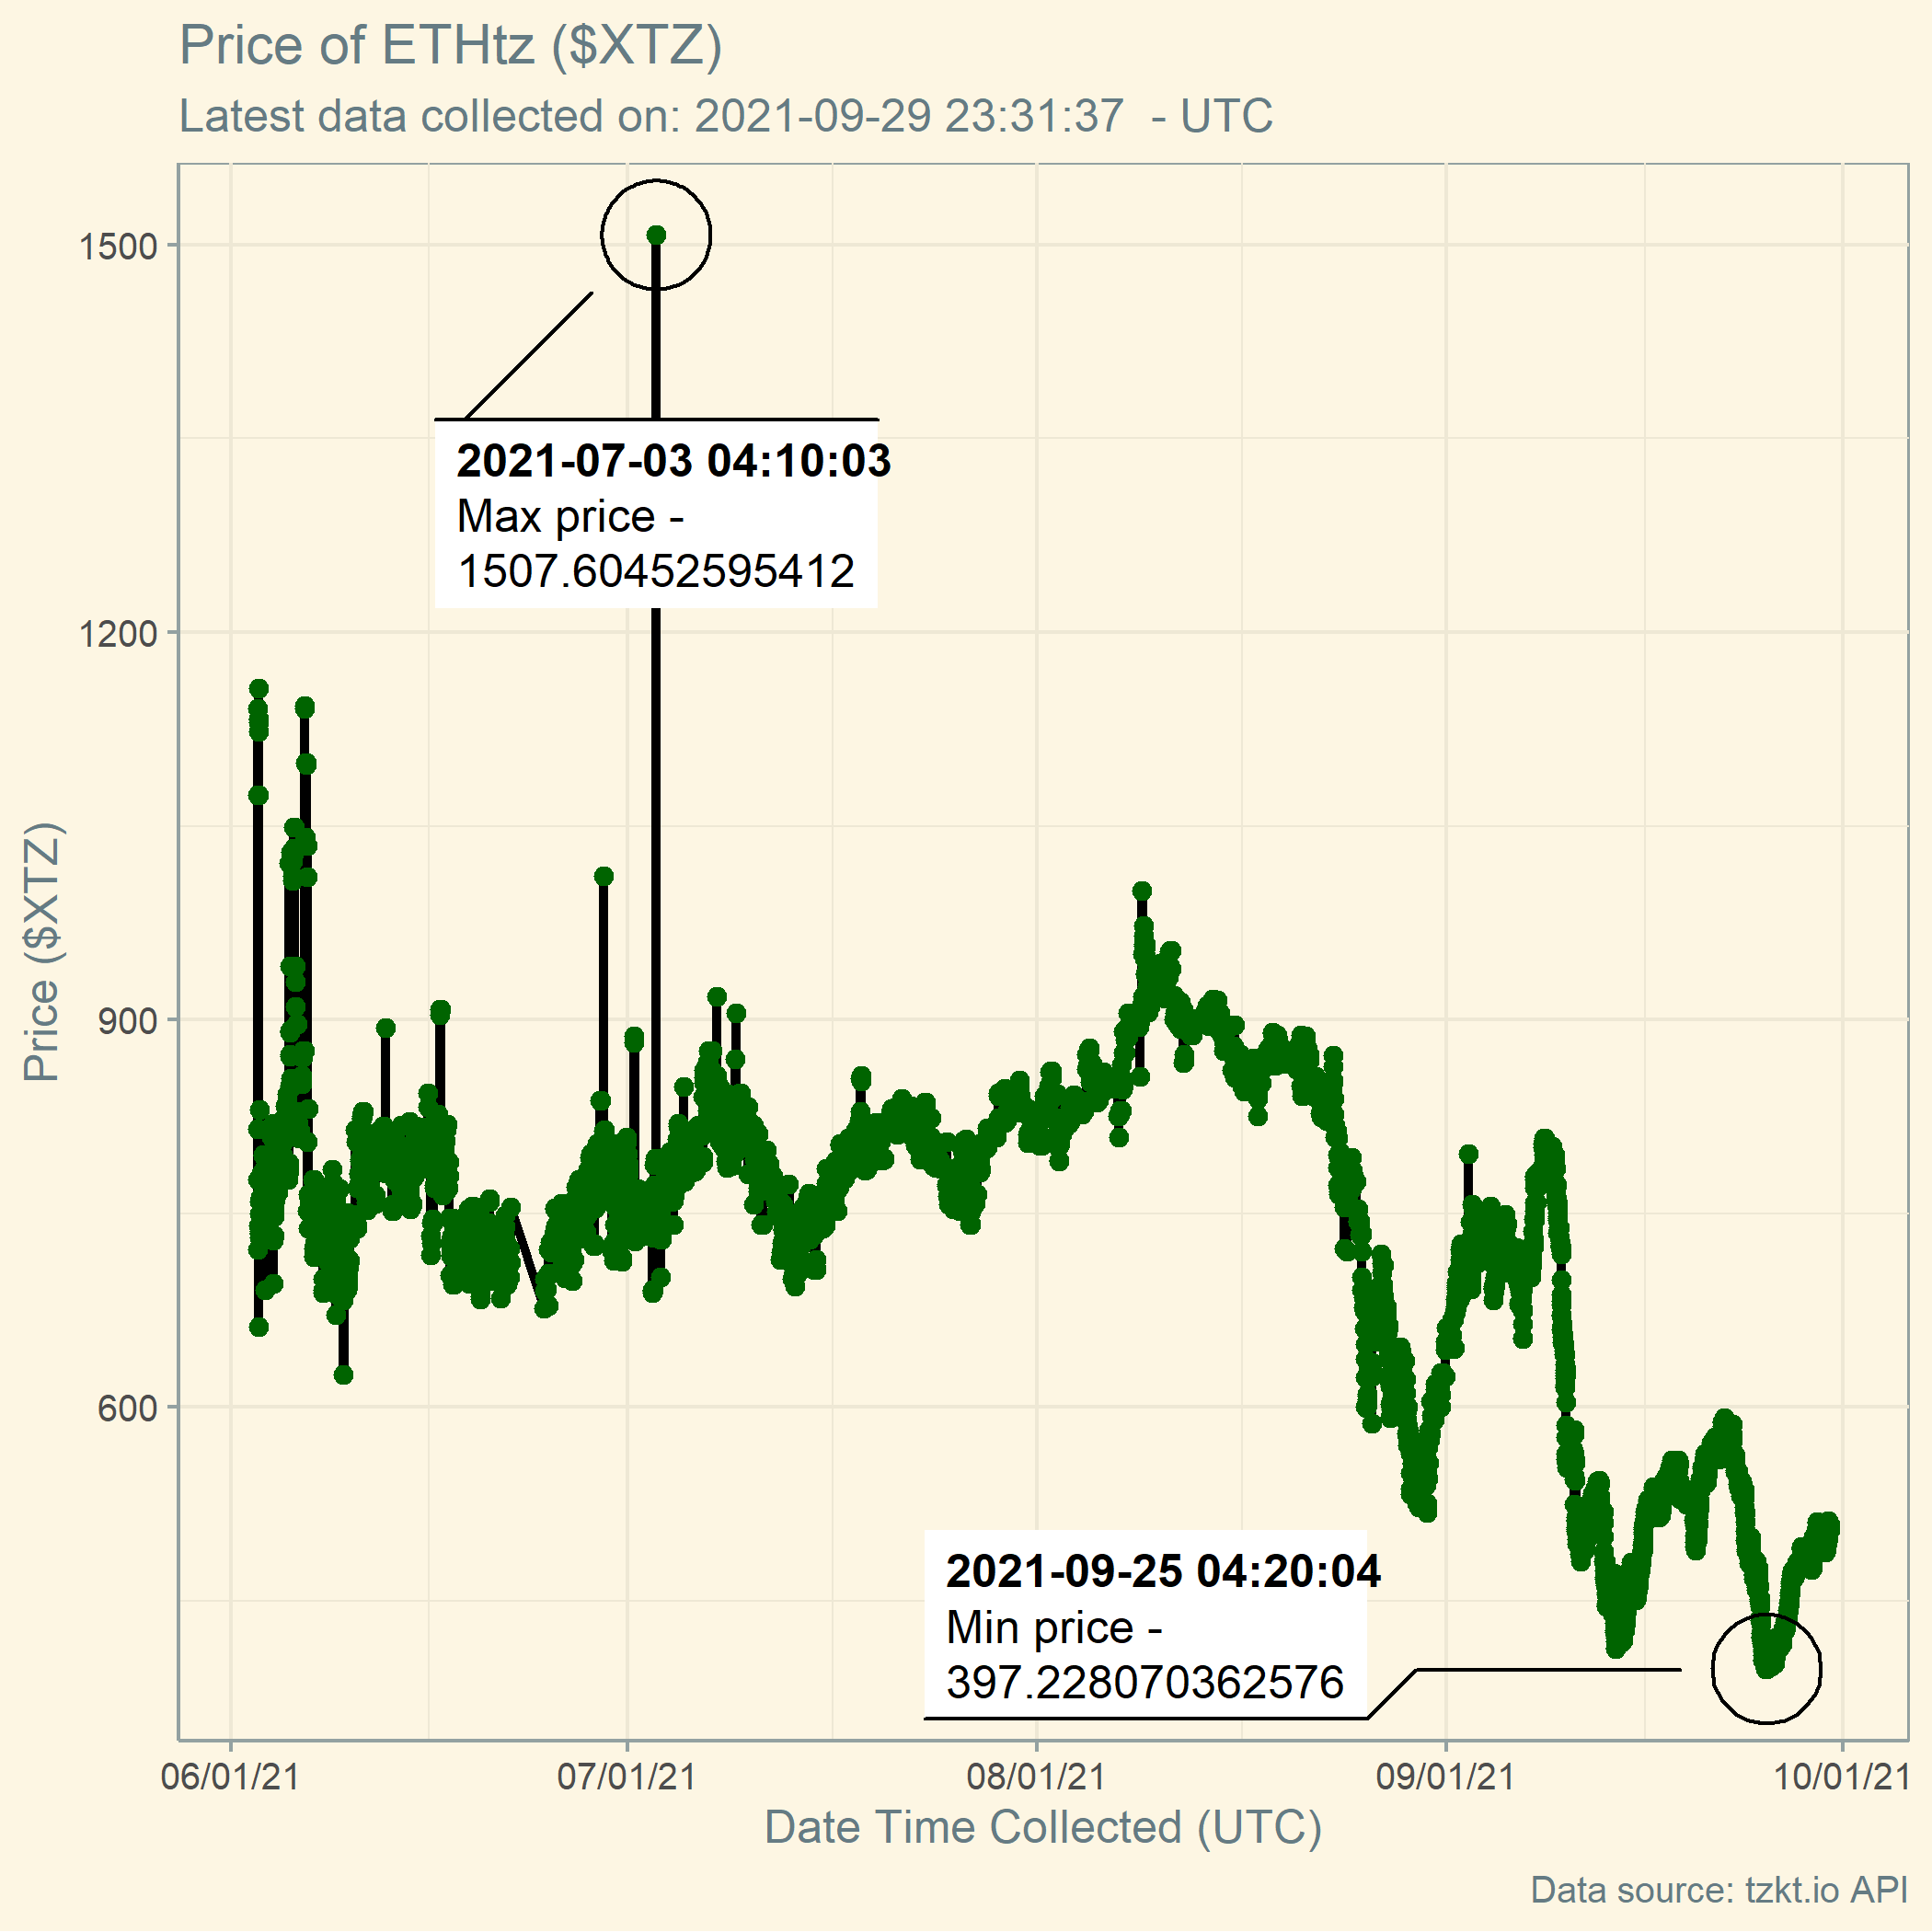 Price of ETHtz ($XTZ)
Latest data collected on: 2021-09-29 23:31:37  - UTC
1500
1200
900
600
Price ($XTZ)
2021-07-03 04:10:03
Max price -
1507.60452595412
2021-09-25 04:20:04
Min price -
397.228070362576
06/01/21
07/01/21
08/01/21
09/01/21
10/01/21
Date Time Collected (UTC)
Data source: tzkt.io API